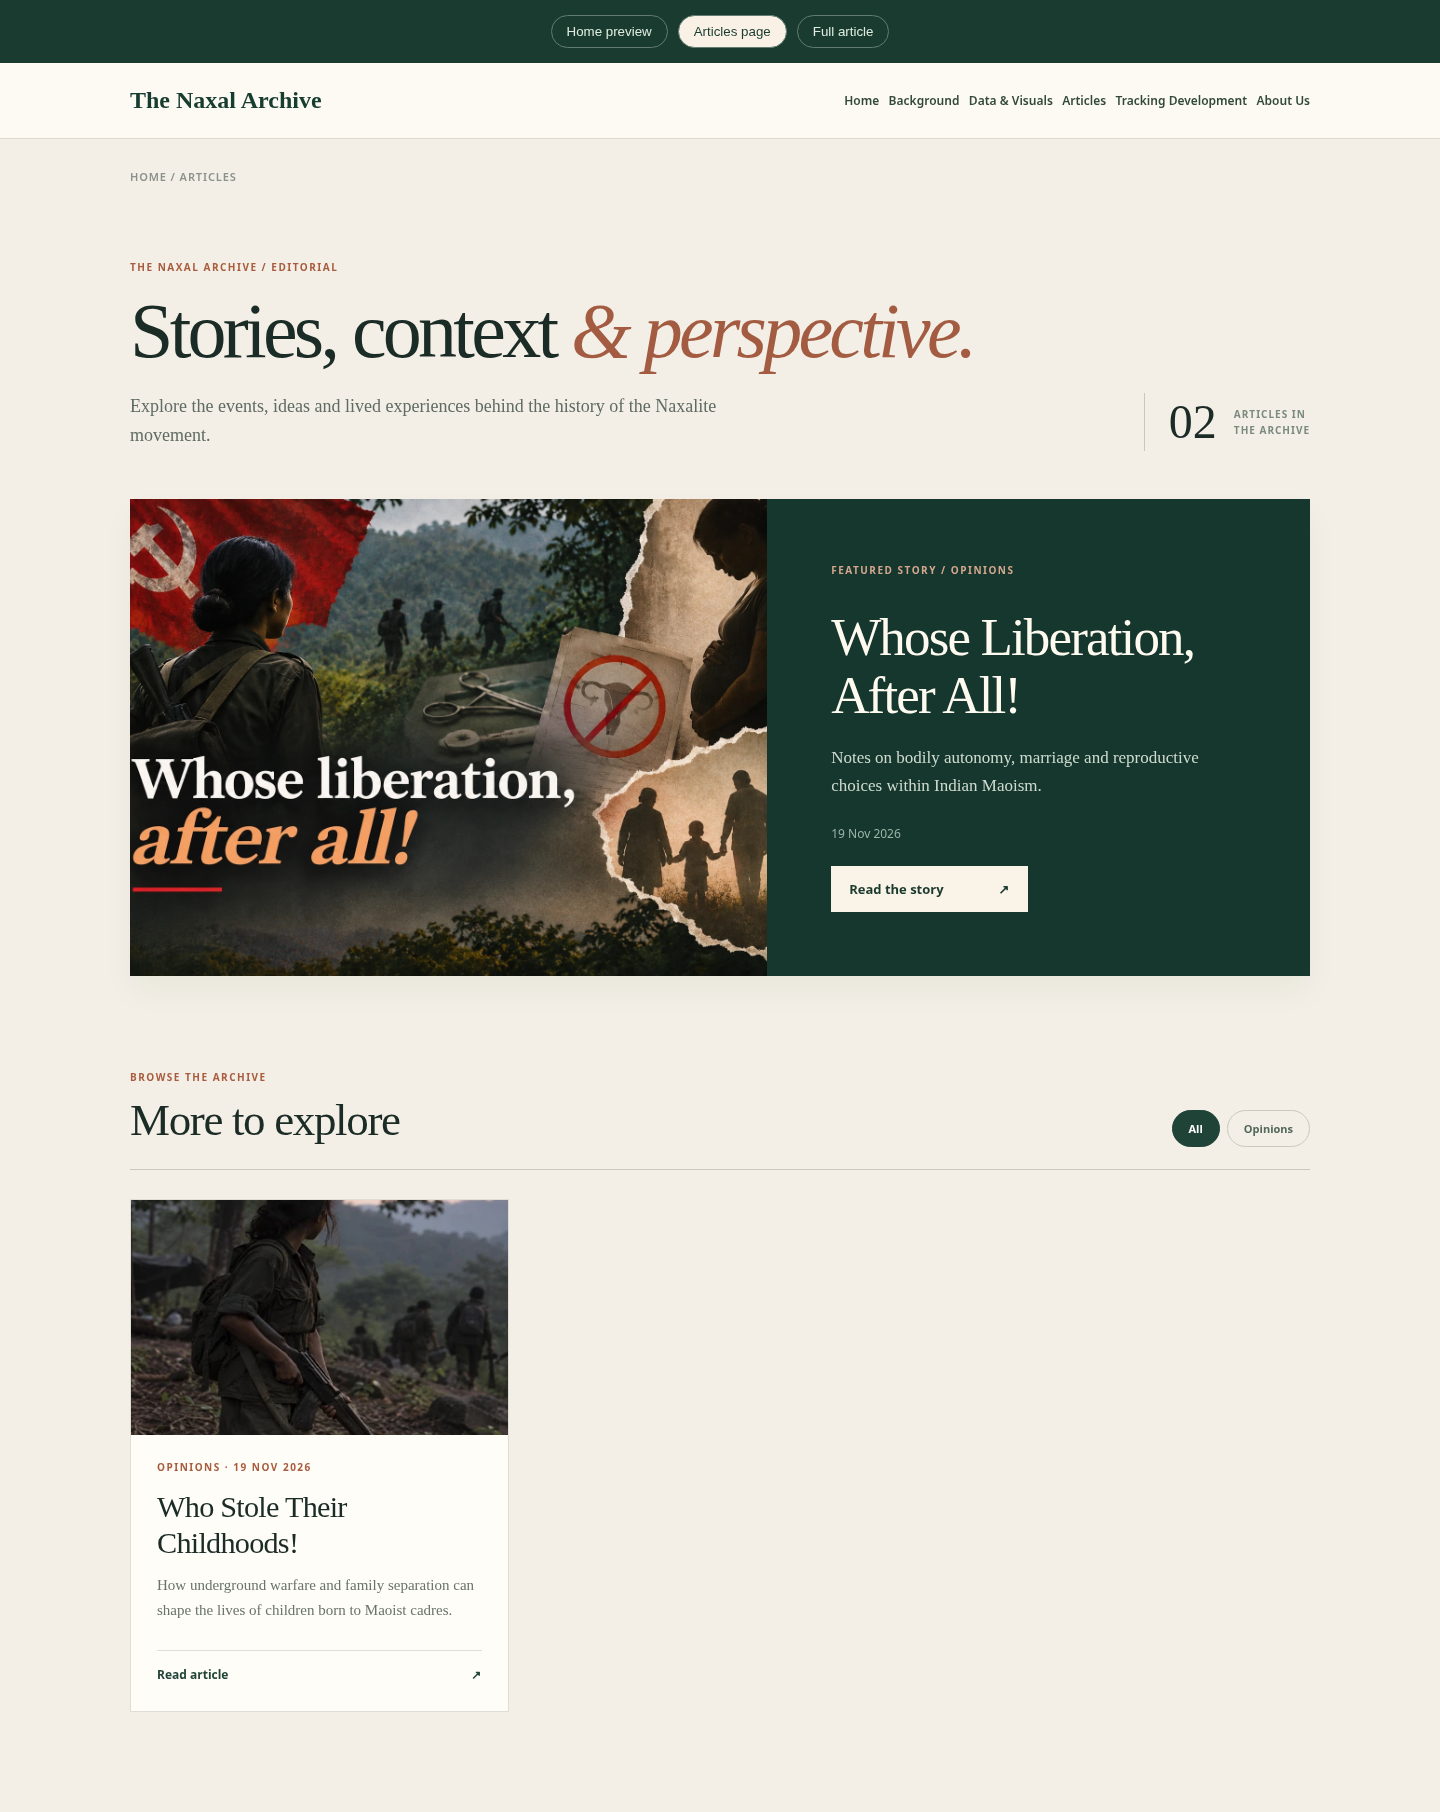 Home preview
Articles page
Full article
The Naxal Archive
Home Background Data & Visuals Articles Tracking Development About Us
HOME / ARTICLES
THE NAXAL ARCHIVE / EDITORIAL
Stories, context & perspective.
Explore the events, ideas and lived experiences behind the history of the Naxalite
movement.
02
ARTICLES IN
THE ARCHIVE
Whose liberation,
after all!
FEATURED STORY / OPINIONS
Whose Liberation,
After All!
Notes on bodily autonomy, marriage and reproductive
choices within Indian Maoism.
19 Nov 2026
Read the story ↗
BROWSE THE ARCHIVE
More to explore
All
Opinions
OPINIONS · 19 NOV 2026
Who Stole Their
Childhoods!
How underground warfare and family separation can
shape the lives of children born to Maoist cadres.
Read article ↗